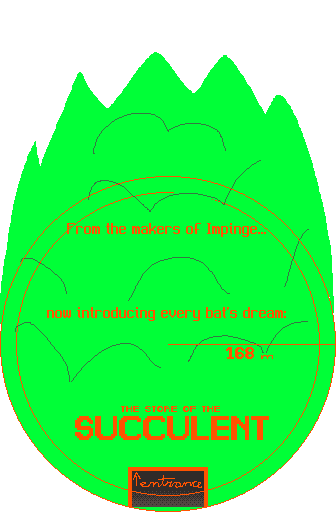 From the makers of Impinge...
now introducing every bat's dream:
168 m
THE STORE OF THE
SUCCULENT
entrance